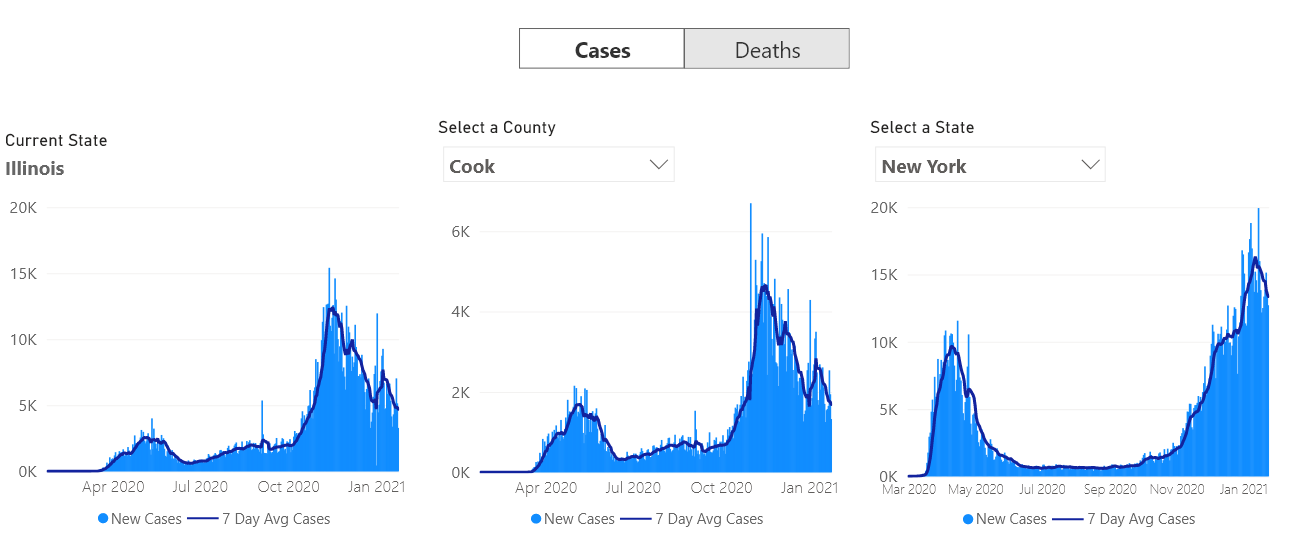 Cases Deaths
Current State
Illinois
20K
15K
10K
5K
0K
Apr 2020 Jul 2020 Oct 2020 Jan 2021
New Cases 7 Day Avg Cases
Select a County
Cook
6K
4K
2K
0K
Apr 2020 Jul 2020 Oct 2020 Jan 2021
New Cases 7 Day Avg Cases
Select a State
New York
20K
15K
10K
5K
0K
Mar 2020 May 2020 Jul 2020 Sep 2020 Nov 2020 Jan 2021
New Cases 7 Day Avg Cases